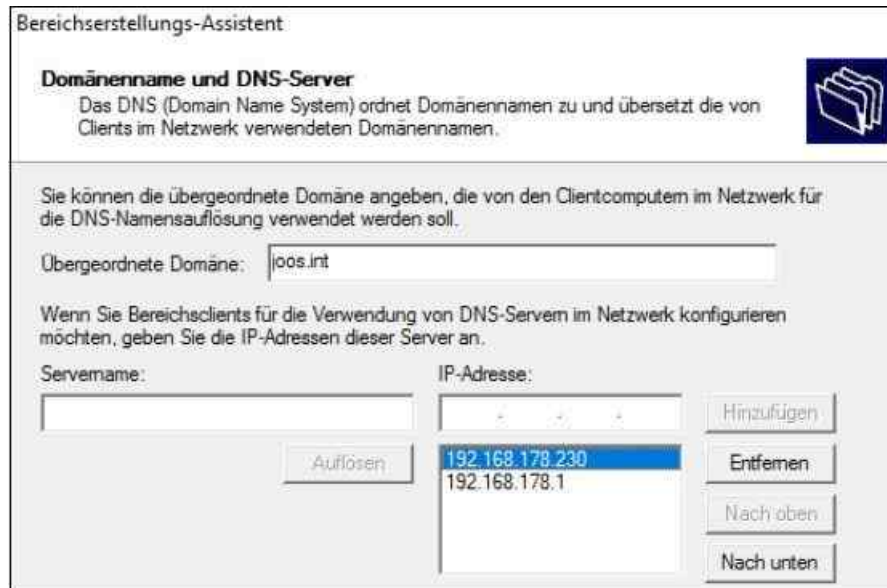 Bereichserstellungs-Assistent
Domänenname und DNS-Server
Das DNS (Domain Name System) ordnet Domänennamen zu und übersetzt die von
Clients im Netzwerk verwendeten Domänennamen.
Sie können die übergeordnete Domäne angeben, die von den Clientcomputern im Netzwerk für
die DNS-Namensauflösung verwendet werden soll.
Übergeordnete Domäne: joos.int
Wenn Sie Bereichsclients für die Verwendung von DNS-Servern im Netzwerk konfigurieren
möchten, geben Sie die IP-Adressen dieser Server an.
Servername: IP-Adresse:
Hinzufügen
Auflösen 192.168.178.230 Entfernen
192.168.178.1
Nach oben
Nach unten